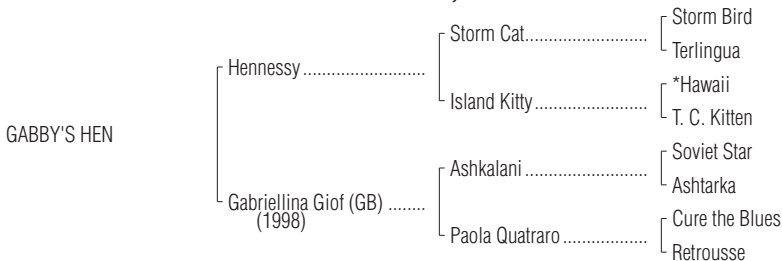 Storm Bird
Storm Cat..............................
Terlingua
Hennessy ..........................
*Hawaii
Island Kitty...........................
T. C. Kitten
GABBY'S HEN
Soviet Star
Ashkalani .............................
Ashtarka
Gabriellina Giof (GB) ........
(1998)
Cure the Blues
Paola Quatraro ....................
Retrousse